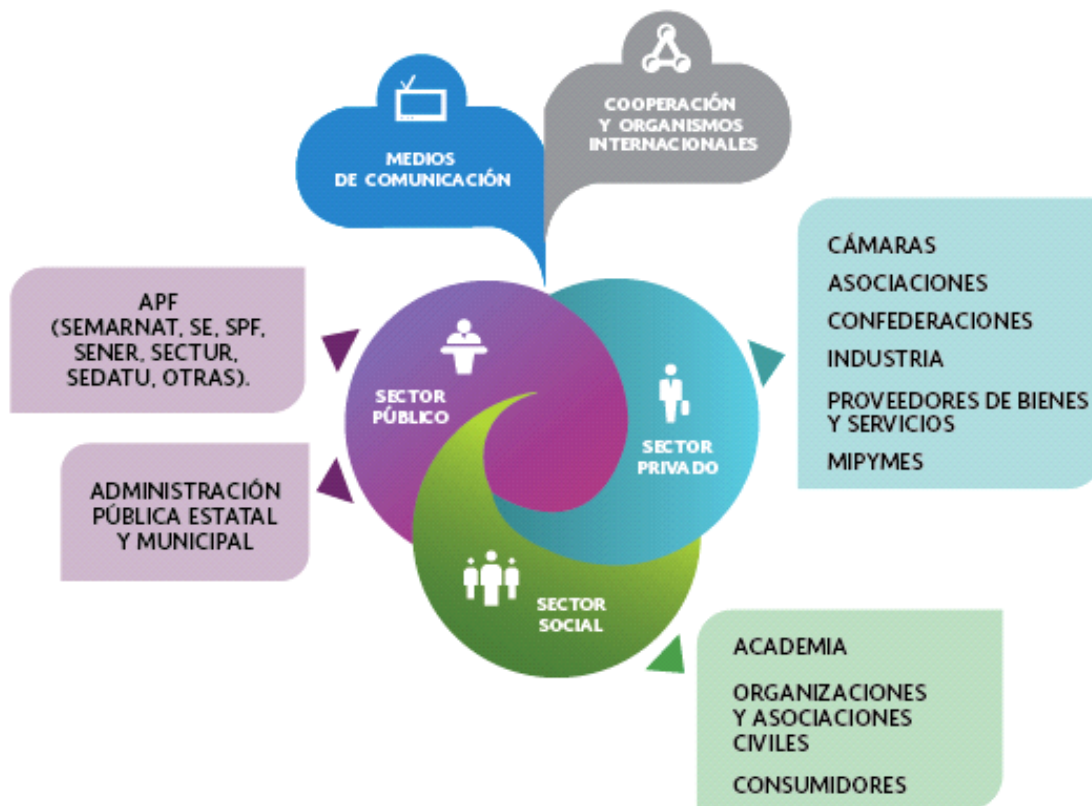 MEDIOS
DE COMUNICACIÓN
COOPERACIÓN
Y ORGANISMOS
INTERNACIONALES
APF
(SEMARNAT, SE, SPF,
SENER, SECTUR,
SEDATU, OTRAS).
ADMINISTRACIÓN
PÚBLICA ESTATAL
Y MUNICIPAL
SECTOR
PÚBLICO
SECTOR
PRIVADO
SECTOR
SOCIAL
CÁMARAS
ASOCIACIONES
CONFEDERACIONES
INDUSTRIA
PROVEEDORES DE BIENES
Y SERVICIOS
MIPYMES
ACADEMIA
ORGANIZACIONES
Y ASOCIACIONES
CIVILES
CONSUMIDORES